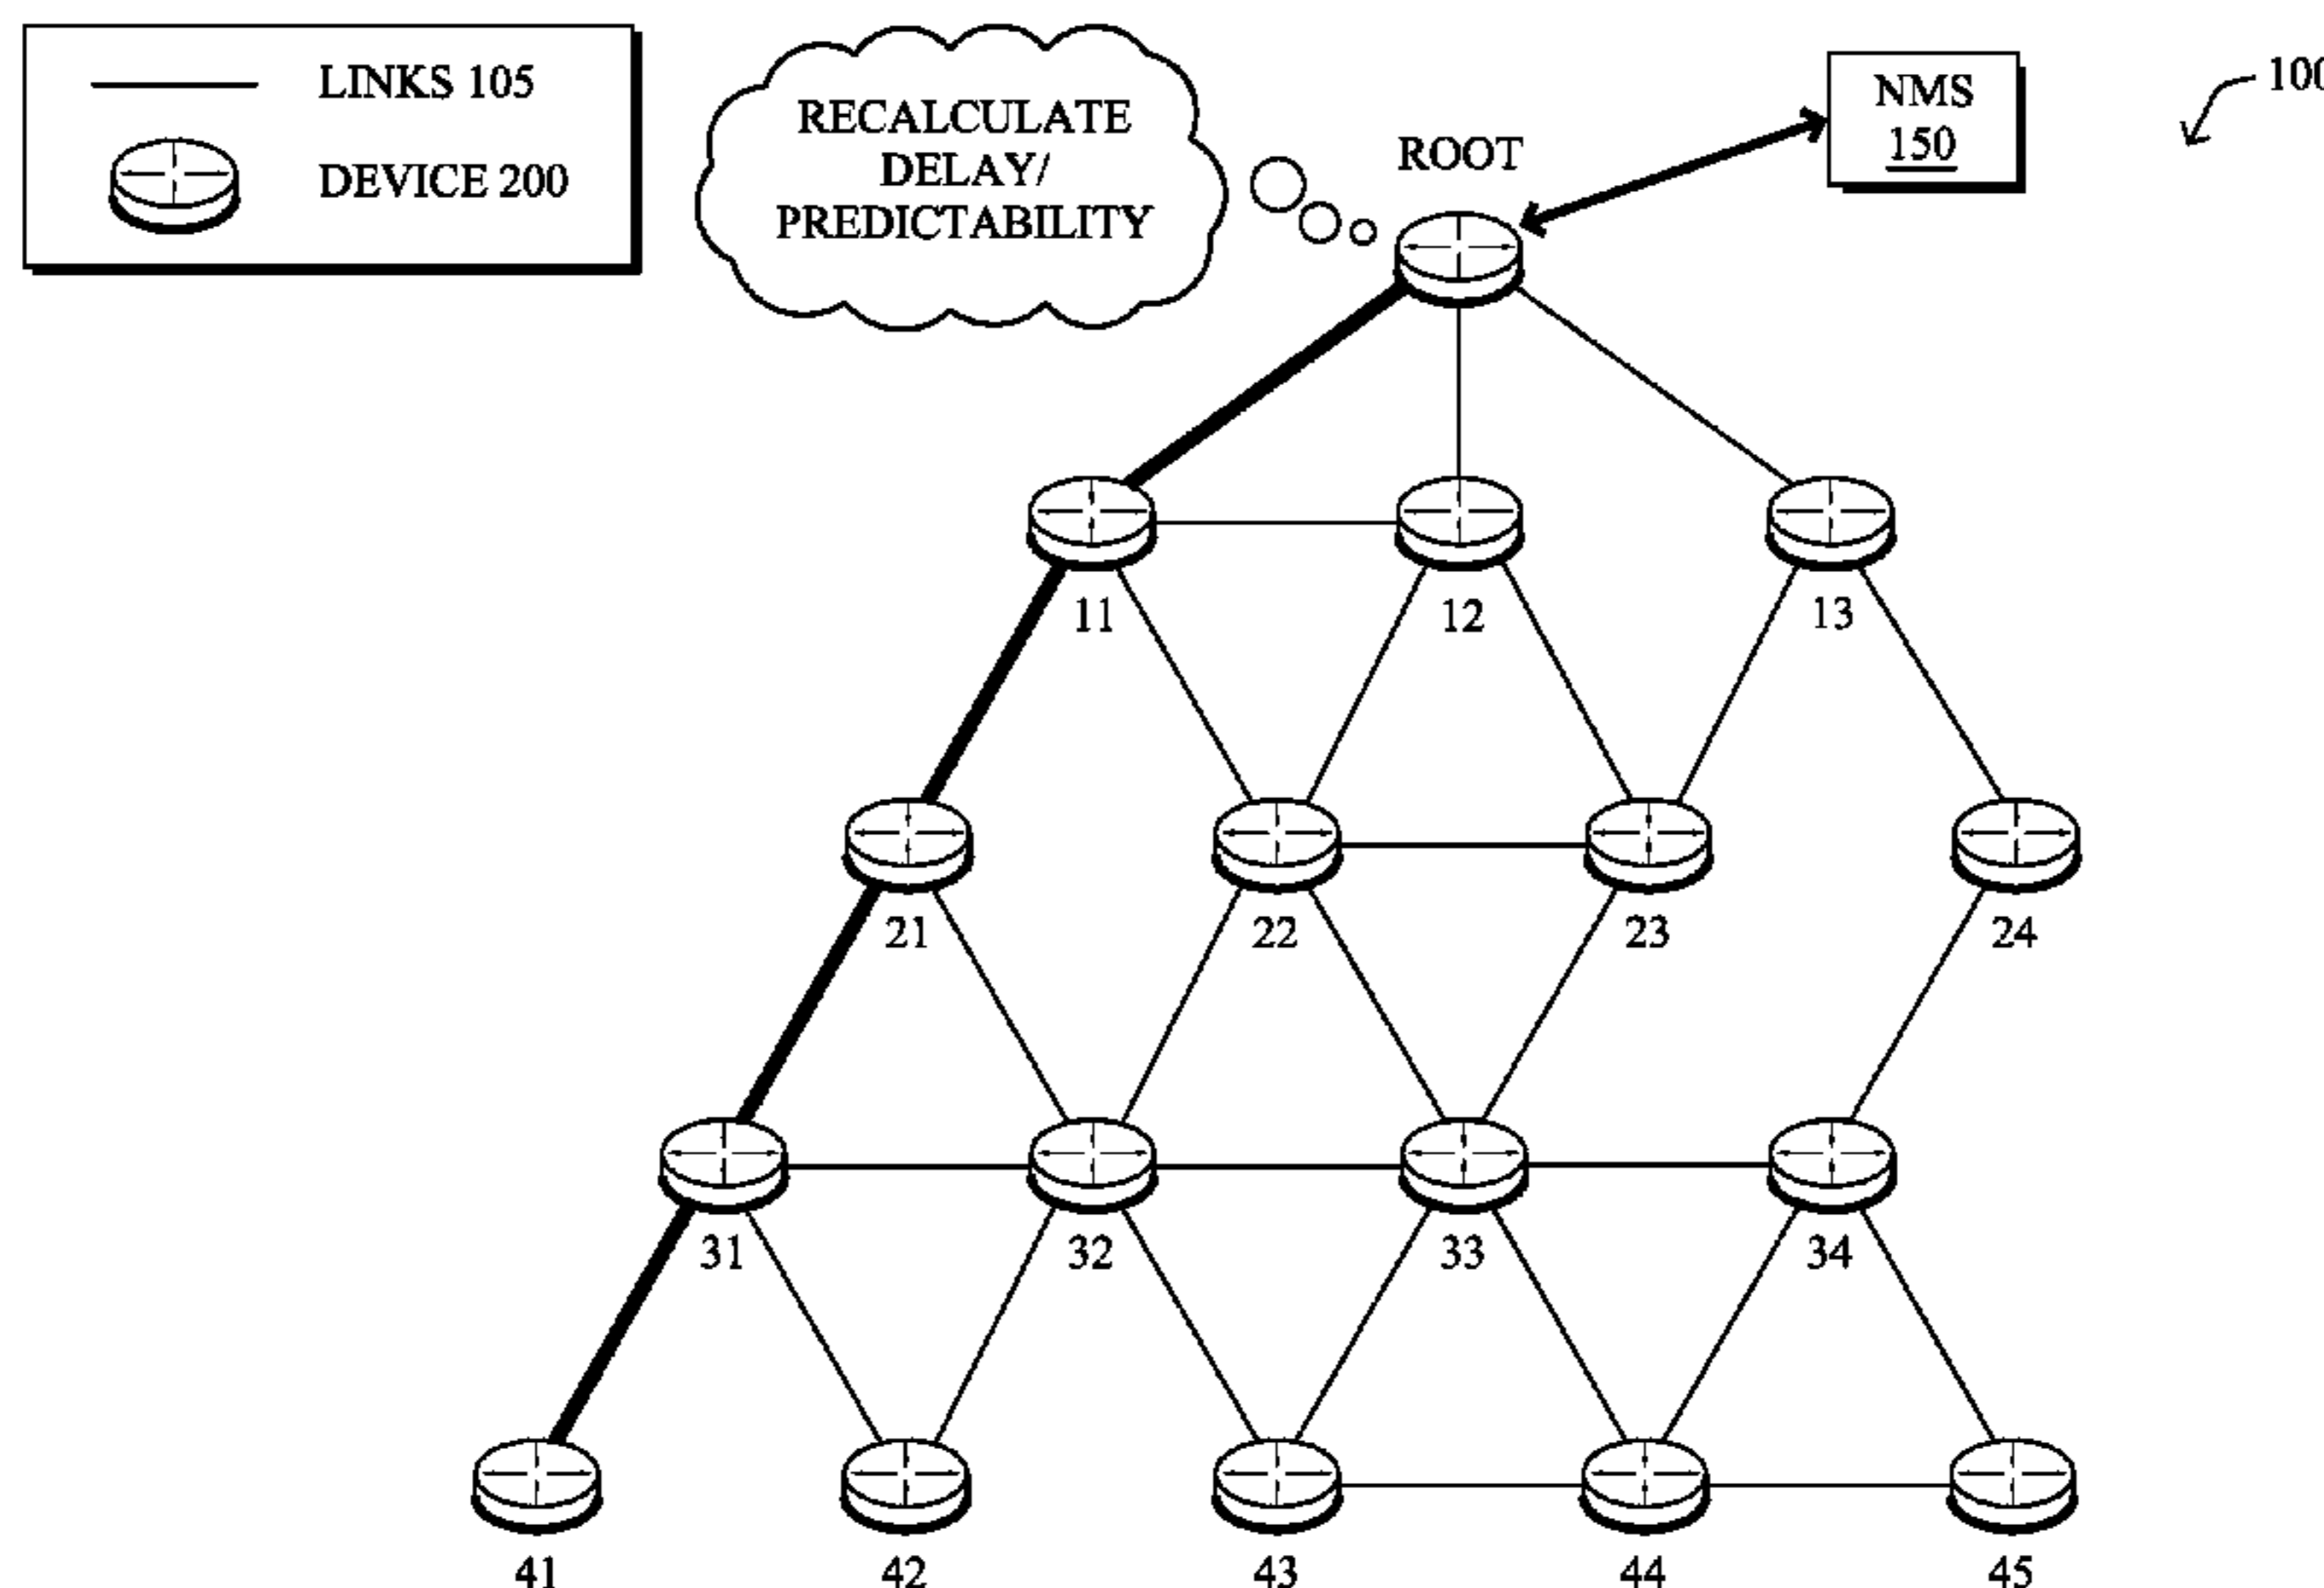 LINKS 105
DEVICE 200
RECALCULATE
DELAY/
PREDICTABILITY
ROOT
NMS
150
100
11
12
13
21
22
23
24
31
32
33
34
41
42
43
44
45